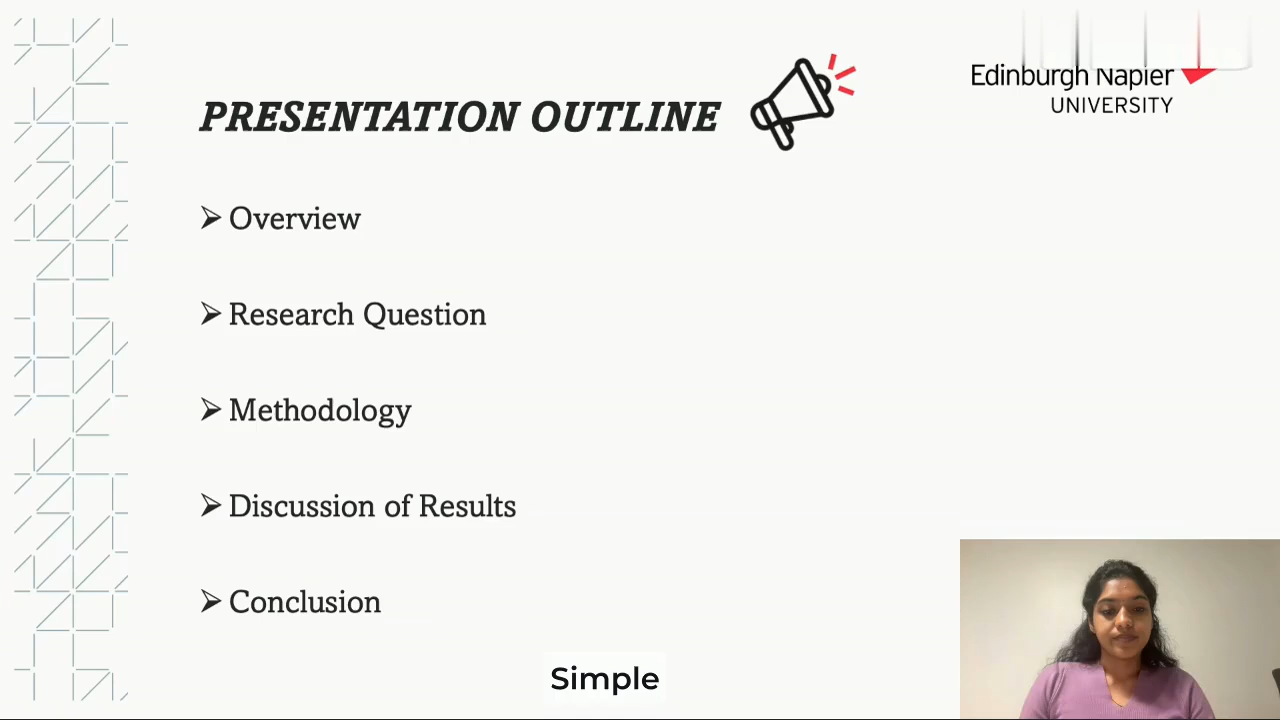 PRESENTATION OUTLINE
Edinburgh Napier
UNIVERSITY
Overview
Research Question
Methodology
Discussion of Results
Conclusion
Simple